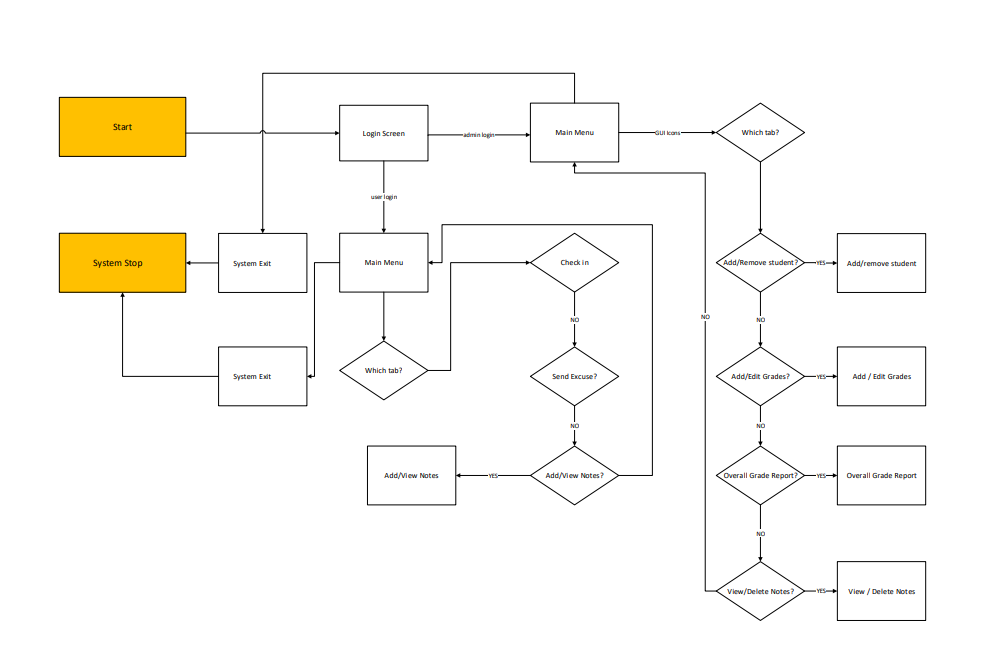 Start
Login Screen
admin login
Main Menu
GUI Icons
Which tab?
user login
System Stop
System Exit
Main Menu
Check in
Add/Remove student?
YES
Add/remove student
NO
NO
NO
System Exit
Which tab?
Send Excuse?
Add/Edit Grades?
YES
Add / Edit Grades
NO
NO
Add/View Notes
YES
Add/View Notes?
Overall Grade Report?
YES
Overall Grade Report
NO
View/Delete Notes?
YES
View / Delete Notes